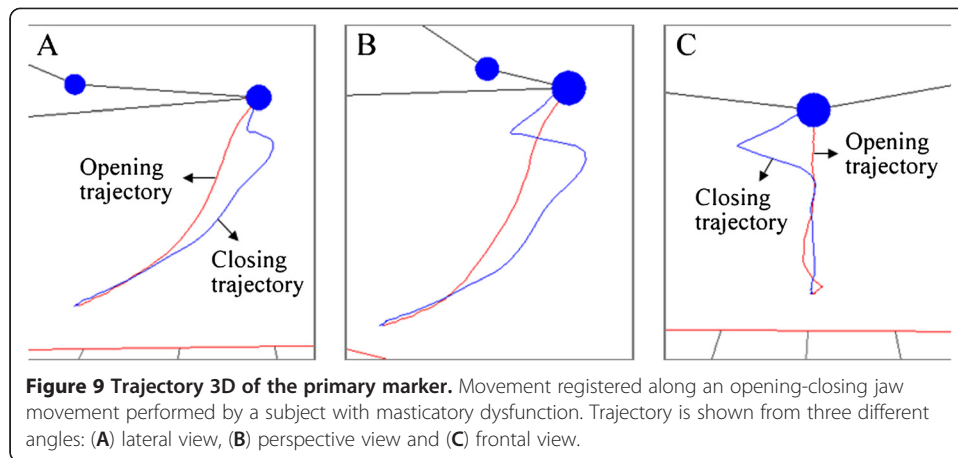 A
B
C
Opening
trajectory
Closing
trajectory
Opening
trajectory
Closing
trajectory
Figure 9 Trajectory 3D of the primary marker. Movement registered along an opening-closing jaw
movement performed by a subject with masticatory dysfunction. Trajectory is shown from three different
angles: (A) lateral view, (B) perspective view and (C) frontal view.